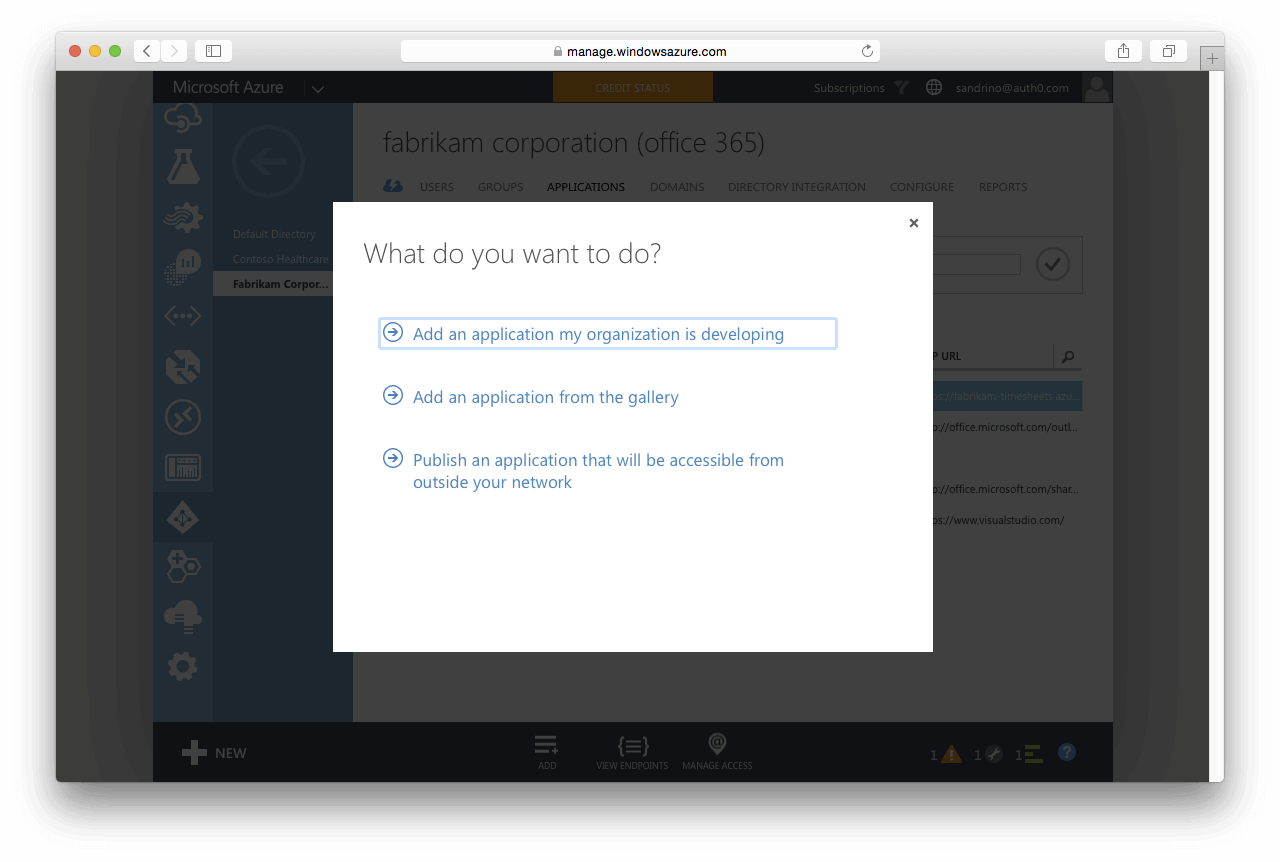 manage.windowsazure.com
Microsoft Azure
CREDIT STATUS
Subscriptions
sandrino@auth0.com
fabrikam corporation (office 365)
USERS GROUPS APPLICATIONS DOMAINS DIRECTORY INTEGRATION CONFIGURE REPORTS
Default Directory
Contoso Healthcare
Fabrikam Corpor...
What do you want to do?
Add an application my organization is developing
Add an application from the gallery
Publish an application that will be accessible from
outside your network
P URL
ps://fabrikam-timesheets.azu...
p://office.microsoft.com/outl...
p://office.microsoft.com/shar...
ps://www.visualstudio.com/
NEW
ADD
VIEW ENDPOINTS
MANAGE ACCESS
1
1
1
?